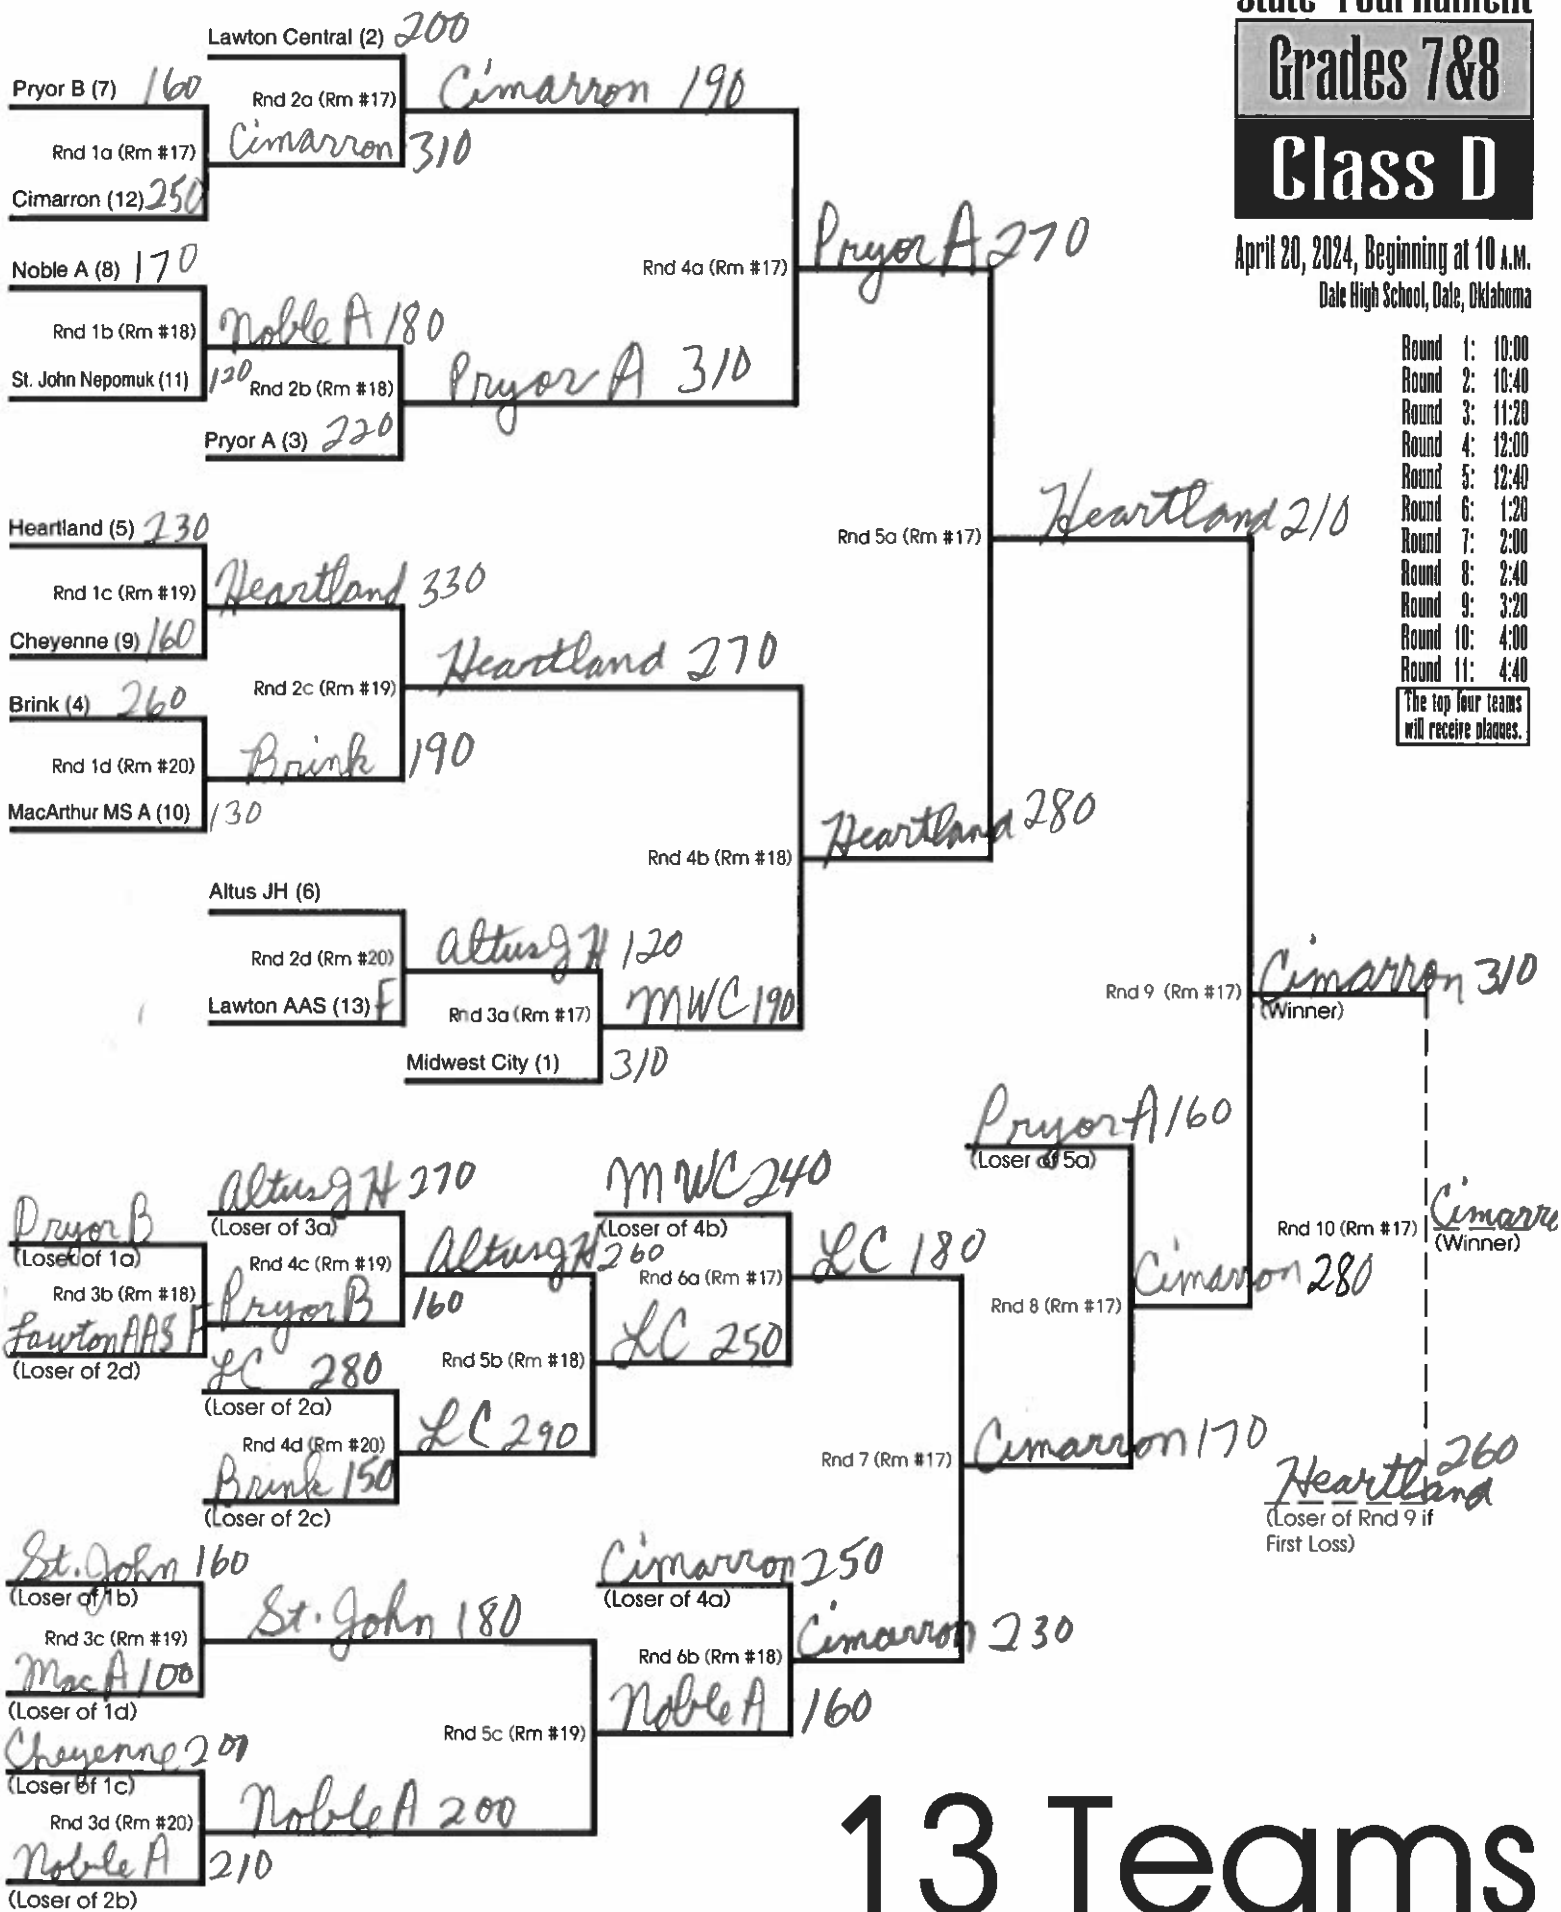 State Tournament
Grades 7&8
Class D
April 20, 2024, Beginning at 10 A.M.
Dale High School, Dale, Oklahoma
Round 1: 10:00
Round 2: 10:40
Round 3: 11:20
Round 4: 12:00
Round 5: 12:40
Round 6: 1:20
Round 7: 2:00
Round 8: 2:40
Round 9: 3:20
Round 10: 4:00
Round 11: 4:40
The top four teams
will receive plaques.
Lawton Central (2) 200
Pryor B (7) 160
Rnd 2a (Rm #17)
Cimarron 190
Rnd 1a (Rm #17)
Cimarron 310
Cimarron (12) 250
Noble A (8) 170
Rnd 4a (Rm #17)
Pryor A 270
Rnd 1b (Rm #18)
Noble A 180
St. John Nepomuk (11) 120
Rnd 2b (Rm #18)
Pryor A 310
Pryor A (3) 220
Heartland (5) 230
Rnd 5a (Rm #17)
Heartland 210
Rnd 1c (Rm #19)
Heartland 330
Cheyenne (9) 160
Heartland 270
Rnd 2c (Rm #19)
Brink (4) 260
Rnd 1d (Rm #20)
Brink 190
MacArthur MS A (10) 130
Rnd 4b (Rm #18)
Heartland 280
Altus JH (6)
Rnd 2d (Rm #20)
Altus JH 120
Lawton AAS (13) F
Rnd 3a (Rm #17)
MWC 190
Midwest City (1) 310
Rnd 9 (Rm #17)
Cimarron 310
(Winner)
Pryor A 160
(Loser of 5a)
Altus JH 270
(Loser of 3a)
MWC 240
(Loser of 4b)
Pryor B
(Loser of 1a)
Rnd 4c (Rm #19)
Altus JH 260
Rnd 6a (Rm #17)
LC 180
Rnd 10 (Rm #17)
Cimarro
(Winner)
Rnd 3b (Rm #18)
Pryor B 160
Rnd 8 (Rm #17)
Cimarron 280
Lawton AAS F
(Loser of 2d)
LC 280
(Loser of 2a)
Rnd 5b (Rm #18)
LC 250
Rnd 4d (Rm #20)
LC 290
Brink 150
(Loser of 2c)
Rnd 7 (Rm #17)
Cimarron 170
Heartland 260
(Loser of Rnd 9 if
First Loss)
St. John 160
(Loser of 1b)
Cimarron 250
(Loser of 4a)
Rnd 3c (Rm #19)
St. John 180
Mac A 100
(Loser of 1d)
Rnd 6b (Rm #18)
Cimarron 230
Rnd 5c (Rm #19)
Noble A 160
Cheyenne 200
(Loser of 1c)
Rnd 3d (Rm #20)
Noble A 200
Noble A 210
(Loser of 2b)
13 Teams